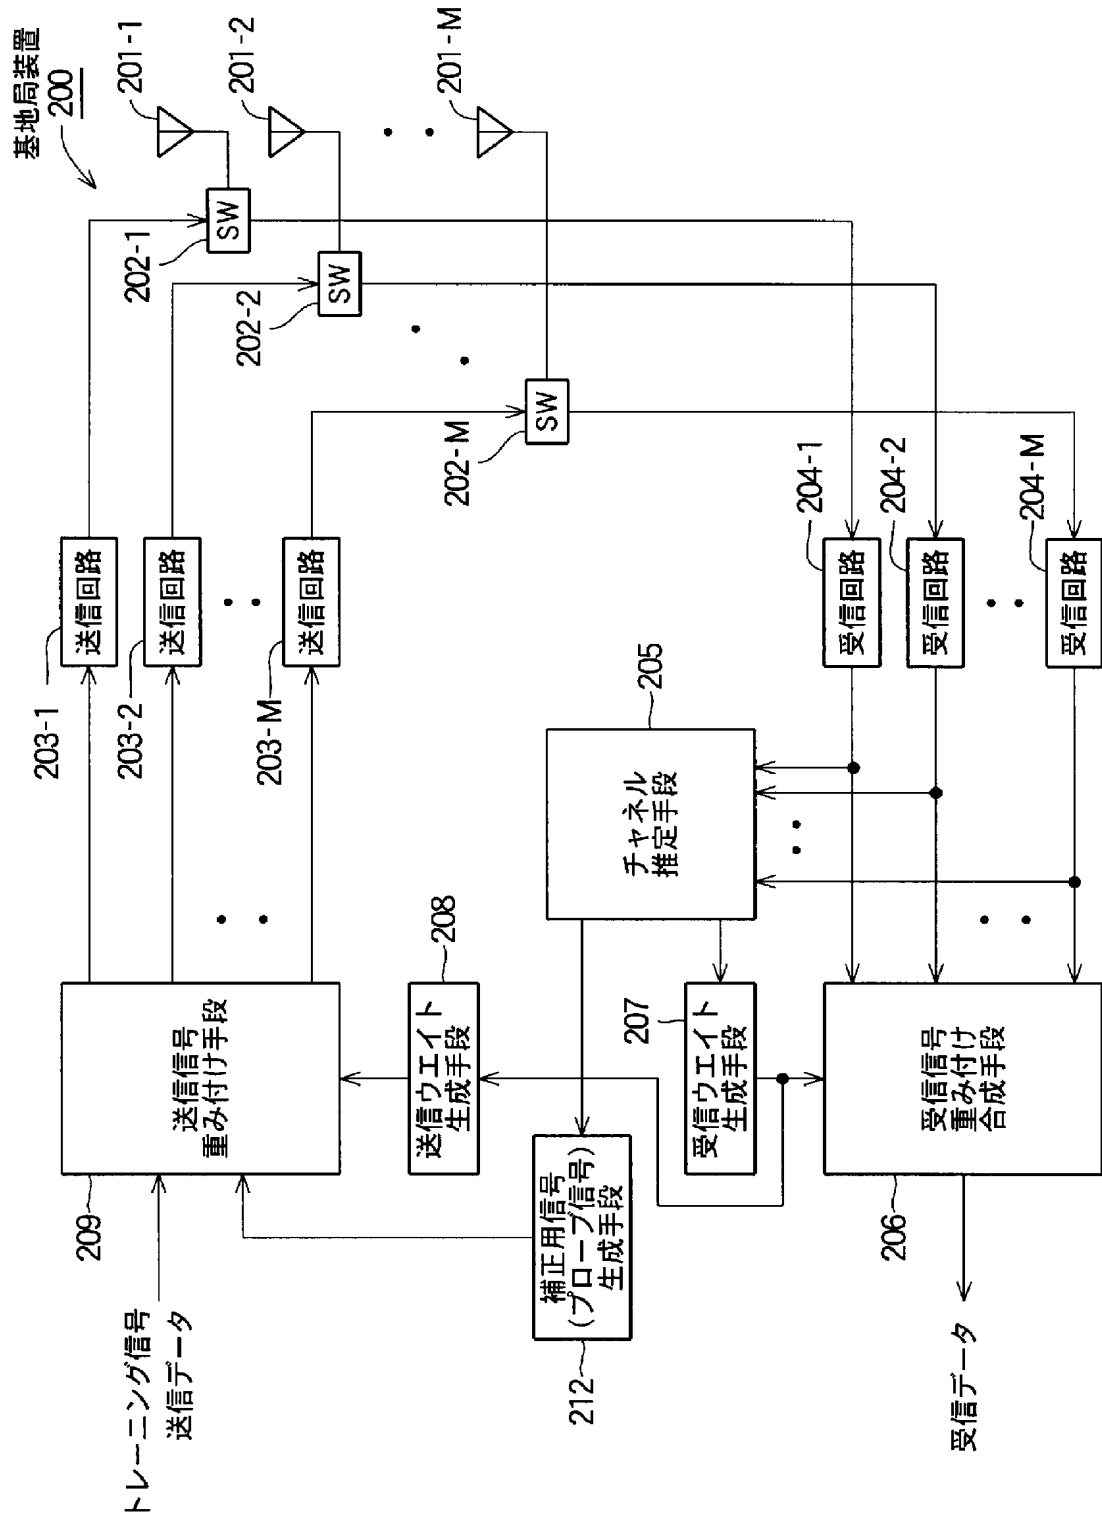 基地局装置
200
201-1
201-2
201-M
SW
202-1
SW
202-2
SW
202-M
203-1
送信回路
203-2
送信回路
203-M
送信回路
204-1
受信回路
204-2
受信回路
204-M
受信回路
205
チャネル
推定手段
209
送信信号
重み付け手段
208
送信ウエイト
生成手段
207
受信ウエイト
生成手段
206
受信信号
重み付け
合成手段
212
補正用信号
(プローブ信号)
生成手段
トレーニング信号
送信データ
受信データ